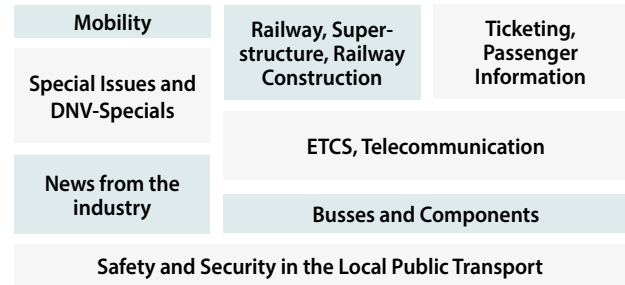 Mobility
Special Issues and
DNV-Specials
News from the
industry
Railway, Super-
structure, Railway
Construction
Ticketing,
Passenger
Information
ETCS, Telecommunication
Busses and Components
Safety and Security in the Local Public Transport